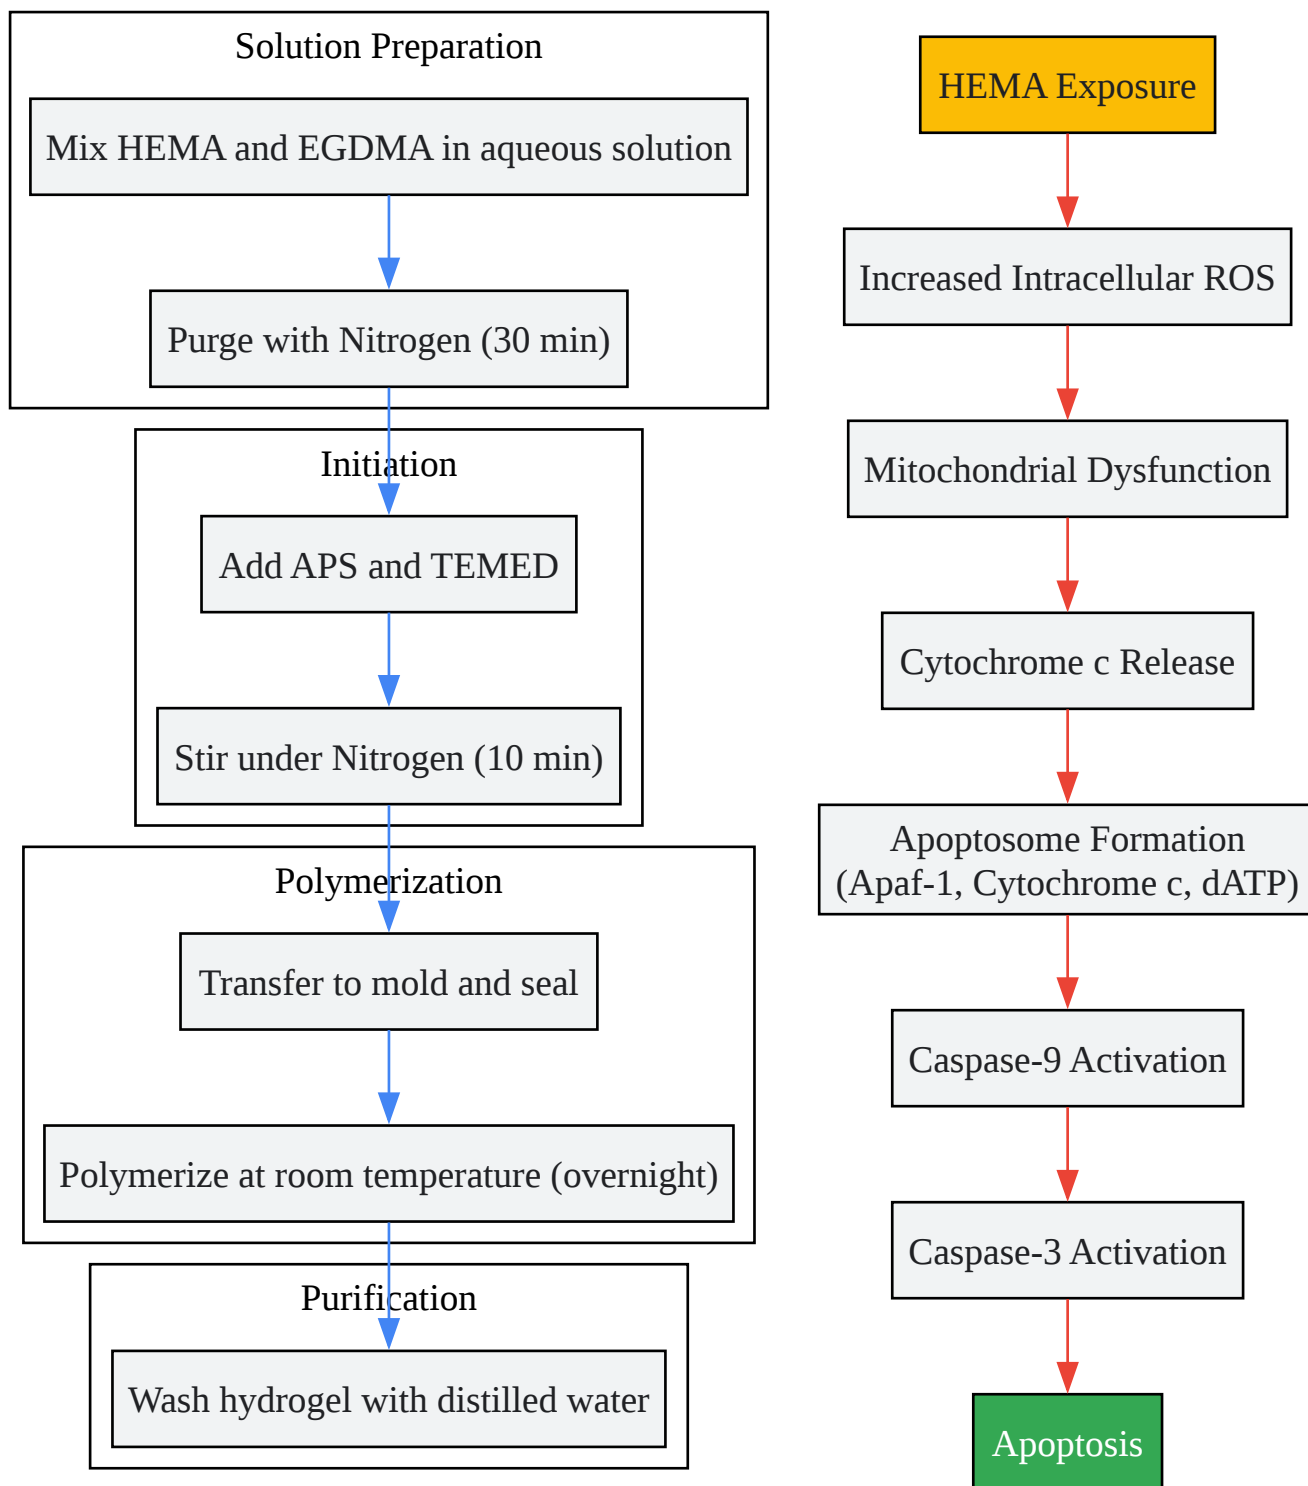 Solution Preparation
Mix HEMA and EGDMA in aqueous solution
Purge with Nitrogen (30 min)
Initiation
Add APS and TEMED
Stir under Nitrogen (10 min)
Polymerization
Transfer to mold and seal
Polymerize at room temperature (overnight)
Purification
Wash hydrogel with distilled water
HEMA Exposure
Increased Intracellular ROS
Mitochondrial Dysfunction
Cytochrome c Release
Apoptosome Formation
(Apaf-1, Cytochrome c, dATP)
Caspase-9 Activation
Caspase-3 Activation
Apoptosis